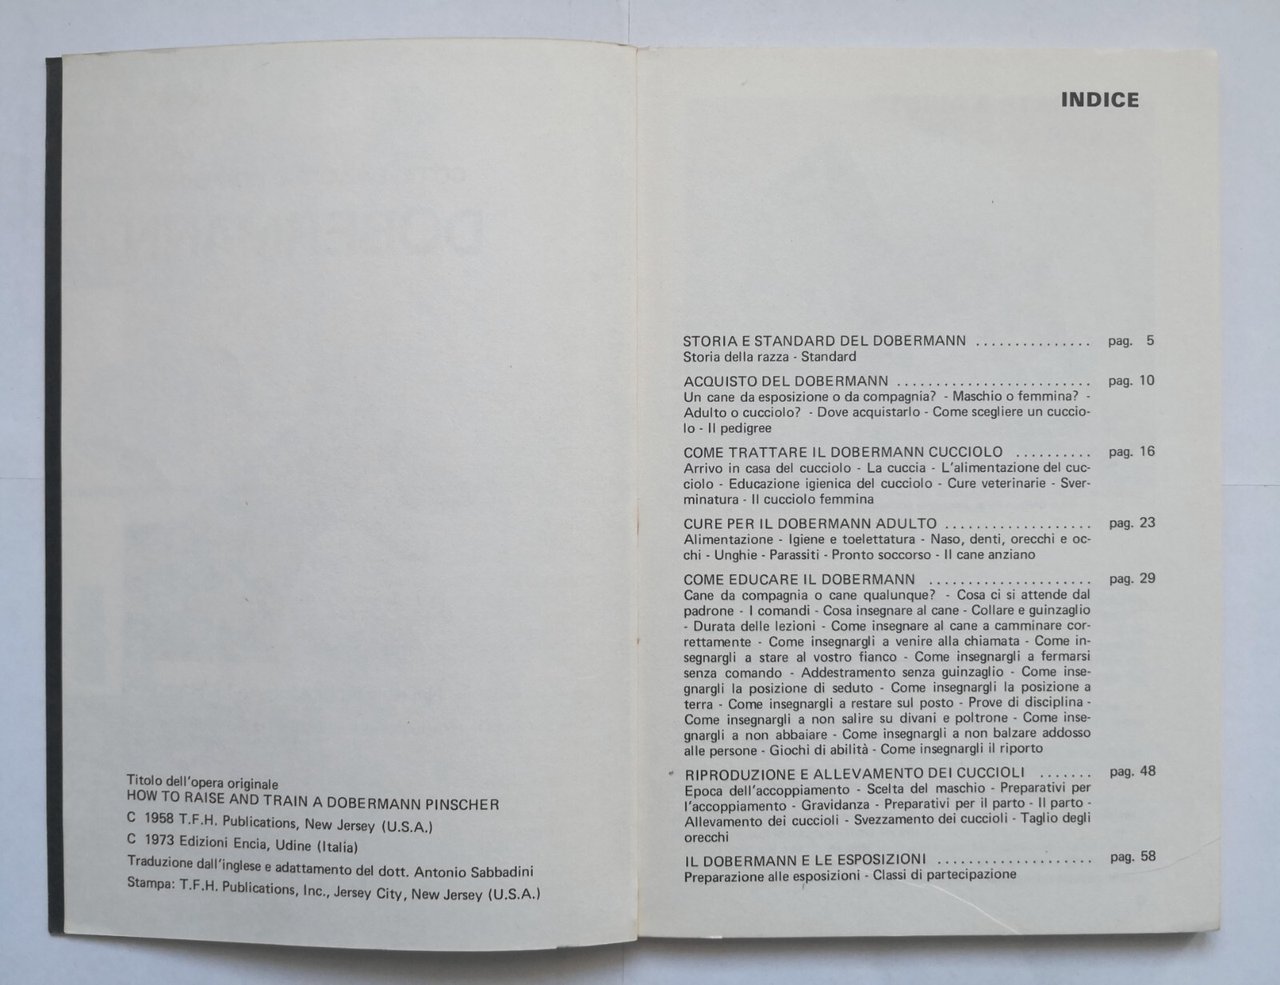 Titolo dell'opera originale
HOW TO RAISE AND TRAIN A DOBERMANN PINSCHER
C 1958 T.F.H. Publications, New Jersey (U.S.A.)
C 1973 Edizioni Encia, Udine (Italia)
Traduzione dall'inglese e adattamento del dott. Antonio Sabbadini
Stampa: T.F.H. Publications, Inc., Jersey City, New Jersey (U.S.A.)
INDICE
STORIA E STANDARD DEL DOBERMANN ............... pag. 5
Storia della razza - Standard
ACQUISTO DEL DOBERMANN ......................... pag. 10
Un cane da esposizione o da compagnia? - Maschio o femmina? -
Adulto o cucciolo? - Dove acquistarlo - Come scegliere un cuccio-
lo - Il pedigree
COME TRATTARE IL DOBERMANN CUCCIOLO .......... pag. 16
Arrivo in casa del cucciolo - La cuccia - L'alimentazione del cuc-
ciolo - Educazione igienica del cucciolo - Cure veterinarie - Sver-
minatura - Il cucciolo femmina
CURE PER IL DOBERMANN ADULTO ................... pag. 23
Alimentazione - Igiene e toelettatura - Naso, denti, orecchi e oc-
chi - Unghie - Parassiti - Pronto soccorso - Il cane anziano
COME EDUCARE IL DOBERMANN ..................... pag. 29
Cane da compagnia o cane qualunque? - Cosa ci si attende dal
padrone - I comandi - Cosa insegnare al cane - Collare e guinzaglio
- Durata delle lezioni - Come insegnare al cane a camminare cor-
rettamente - Come insegnargli a venire alla chiamata - Come in-
segnargli a stare al vostro fianco - Come insegnargli a fermarsi
senza comando - Addestramento senza guinzaglio - Come inse-
gnargli la posizione di seduto - Come insegnargli la posizione a
terra - Come insegnargli a restare sul posto - Prove di disciplina -
Come insegnargli a non salire su divani e poltrone - Come inse-
gnargli a non abbaiare - Come insegnargli a non balzare addosso
alle persone - Giochi di abilità - Come insegnargli il riporto
RIPRODUZIONE E ALLEVAMENTO DEI CUCCIOLI ....... pag. 48
Epoca dell'accoppiamento - Scelta del maschio - Preparativi per
l'accoppiamento - Gravidanza - Preparativi per il parto - Il parto -
Allevamento dei cuccioli - Svezzamento dei cuccioli - Taglio degli
orecchi
IL DOBERMANN E LE ESPOSIZIONI .................... pag. 58
Preparazione alle esposizioni - Classi di partecipazione